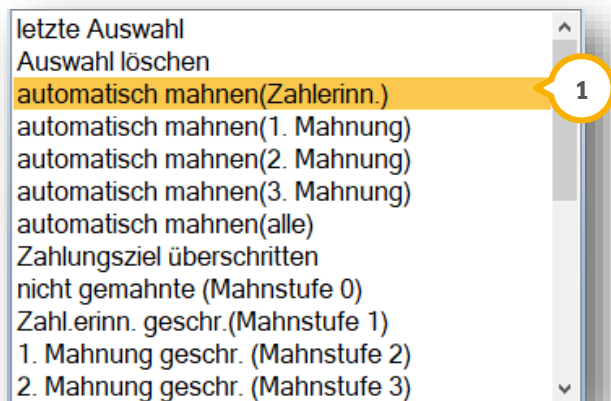 letzte Auswahl
Auswahl löschen
automatisch mahnen(Zahlerinn.)
1
automatisch mahnen(1. Mahnung)
automatisch mahnen(2. Mahnung)
automatisch mahnen(3. Mahnung)
automatisch mahnen(alle)
Zahlungsziel überschritten
nicht gemahnte (Mahnstufe 0)
Zahl.erinn. geschr.(Mahnstufe 1)
1. Mahnung geschr. (Mahnstufe 2)
2. Mahnung geschr. (Mahnstufe 3)